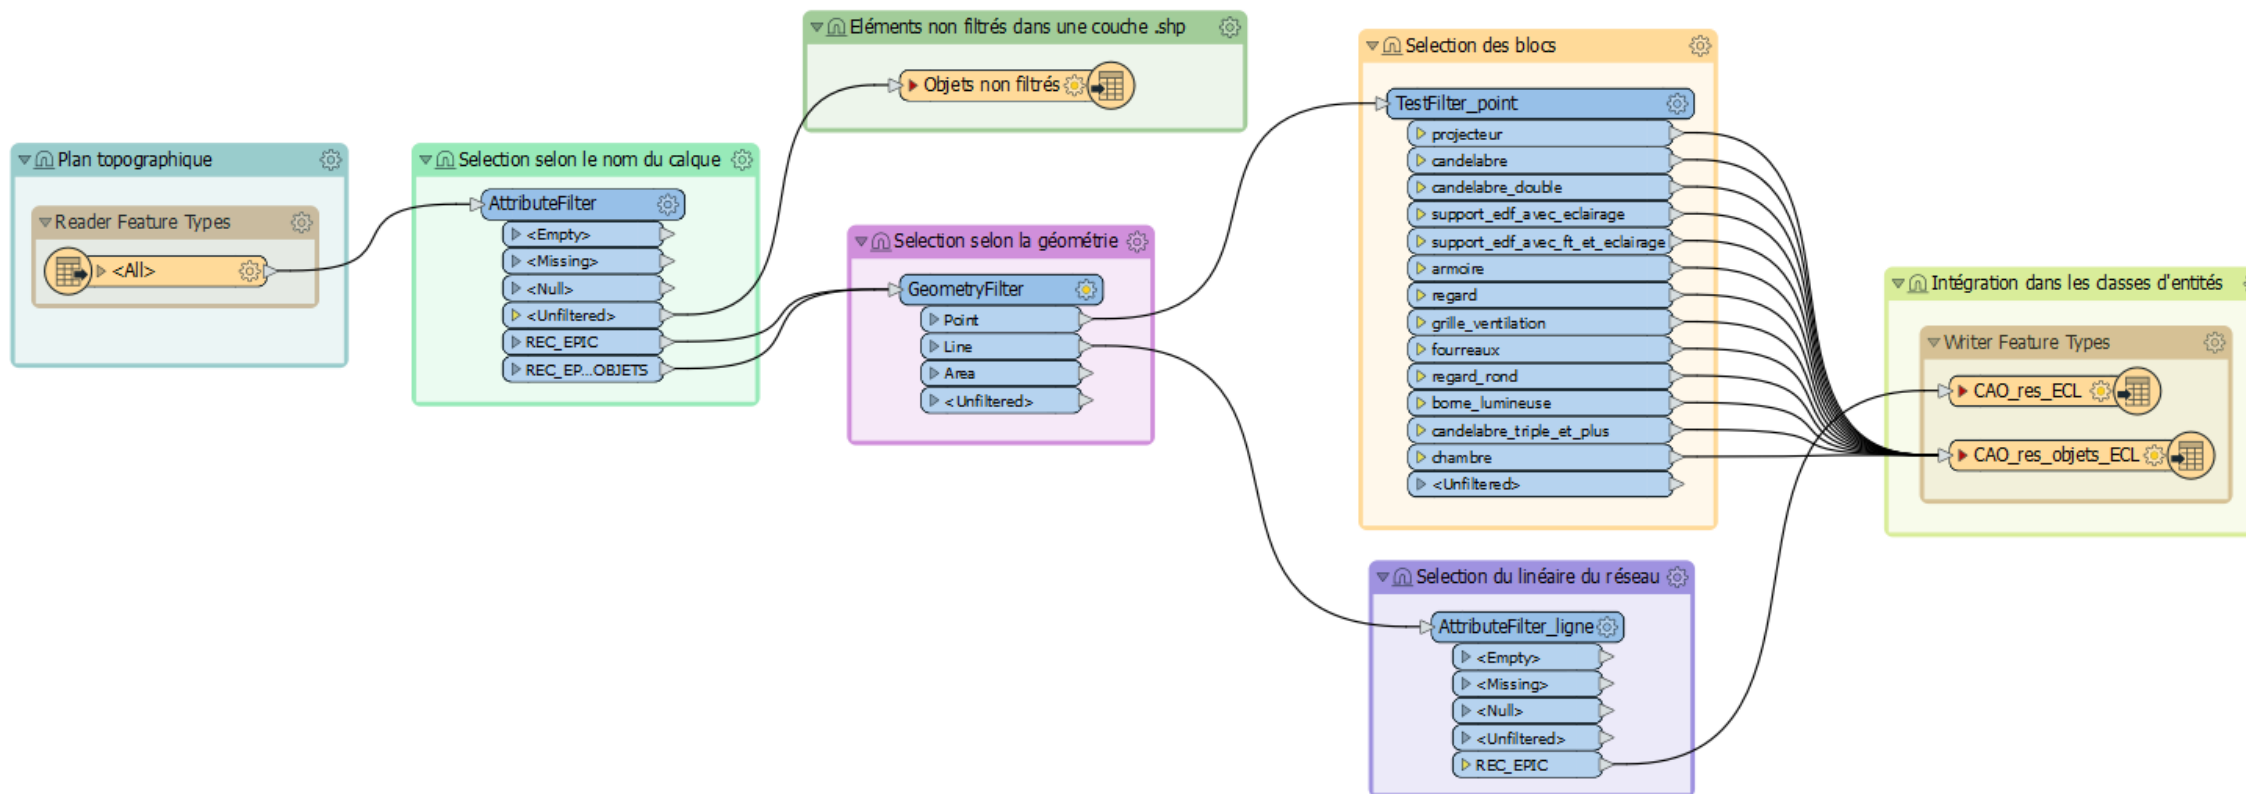 Plan topographique
Reader Feature Types
<All>
Selection selon le nom du calque
AttributeFilter
<Empty>
<Missing>
<Null>
<Unfiltered>
REC_EPIC
REC_EP...OBJETS
Eléments non filtrés dans une couche .shp
Objets non filtrés
Selection selon la géométrie
GeometryFilter
Point
Line
Area
<Unfiltered>
Selection des blocs
TestFilter_point
projecteur
candelabre
candelabre_double
support_edf_avec_eclairage
support_edf_avec_ft_et_eclairage
armoire
regard
grille_ventilation
fourreaux
regard_rond
borne_lumineuse
candelabre_triple_et_plus
chambre
<Unfiltered>
Selection du linéaire du réseau
AttributeFilter_ligne
<Empty>
<Missing>
<Null>
<Unfiltered>
REC_EPIC
Intégration dans les classes d'entités
Writer Feature Types
CAO_res_ECL
CAO_res_objets_ECL